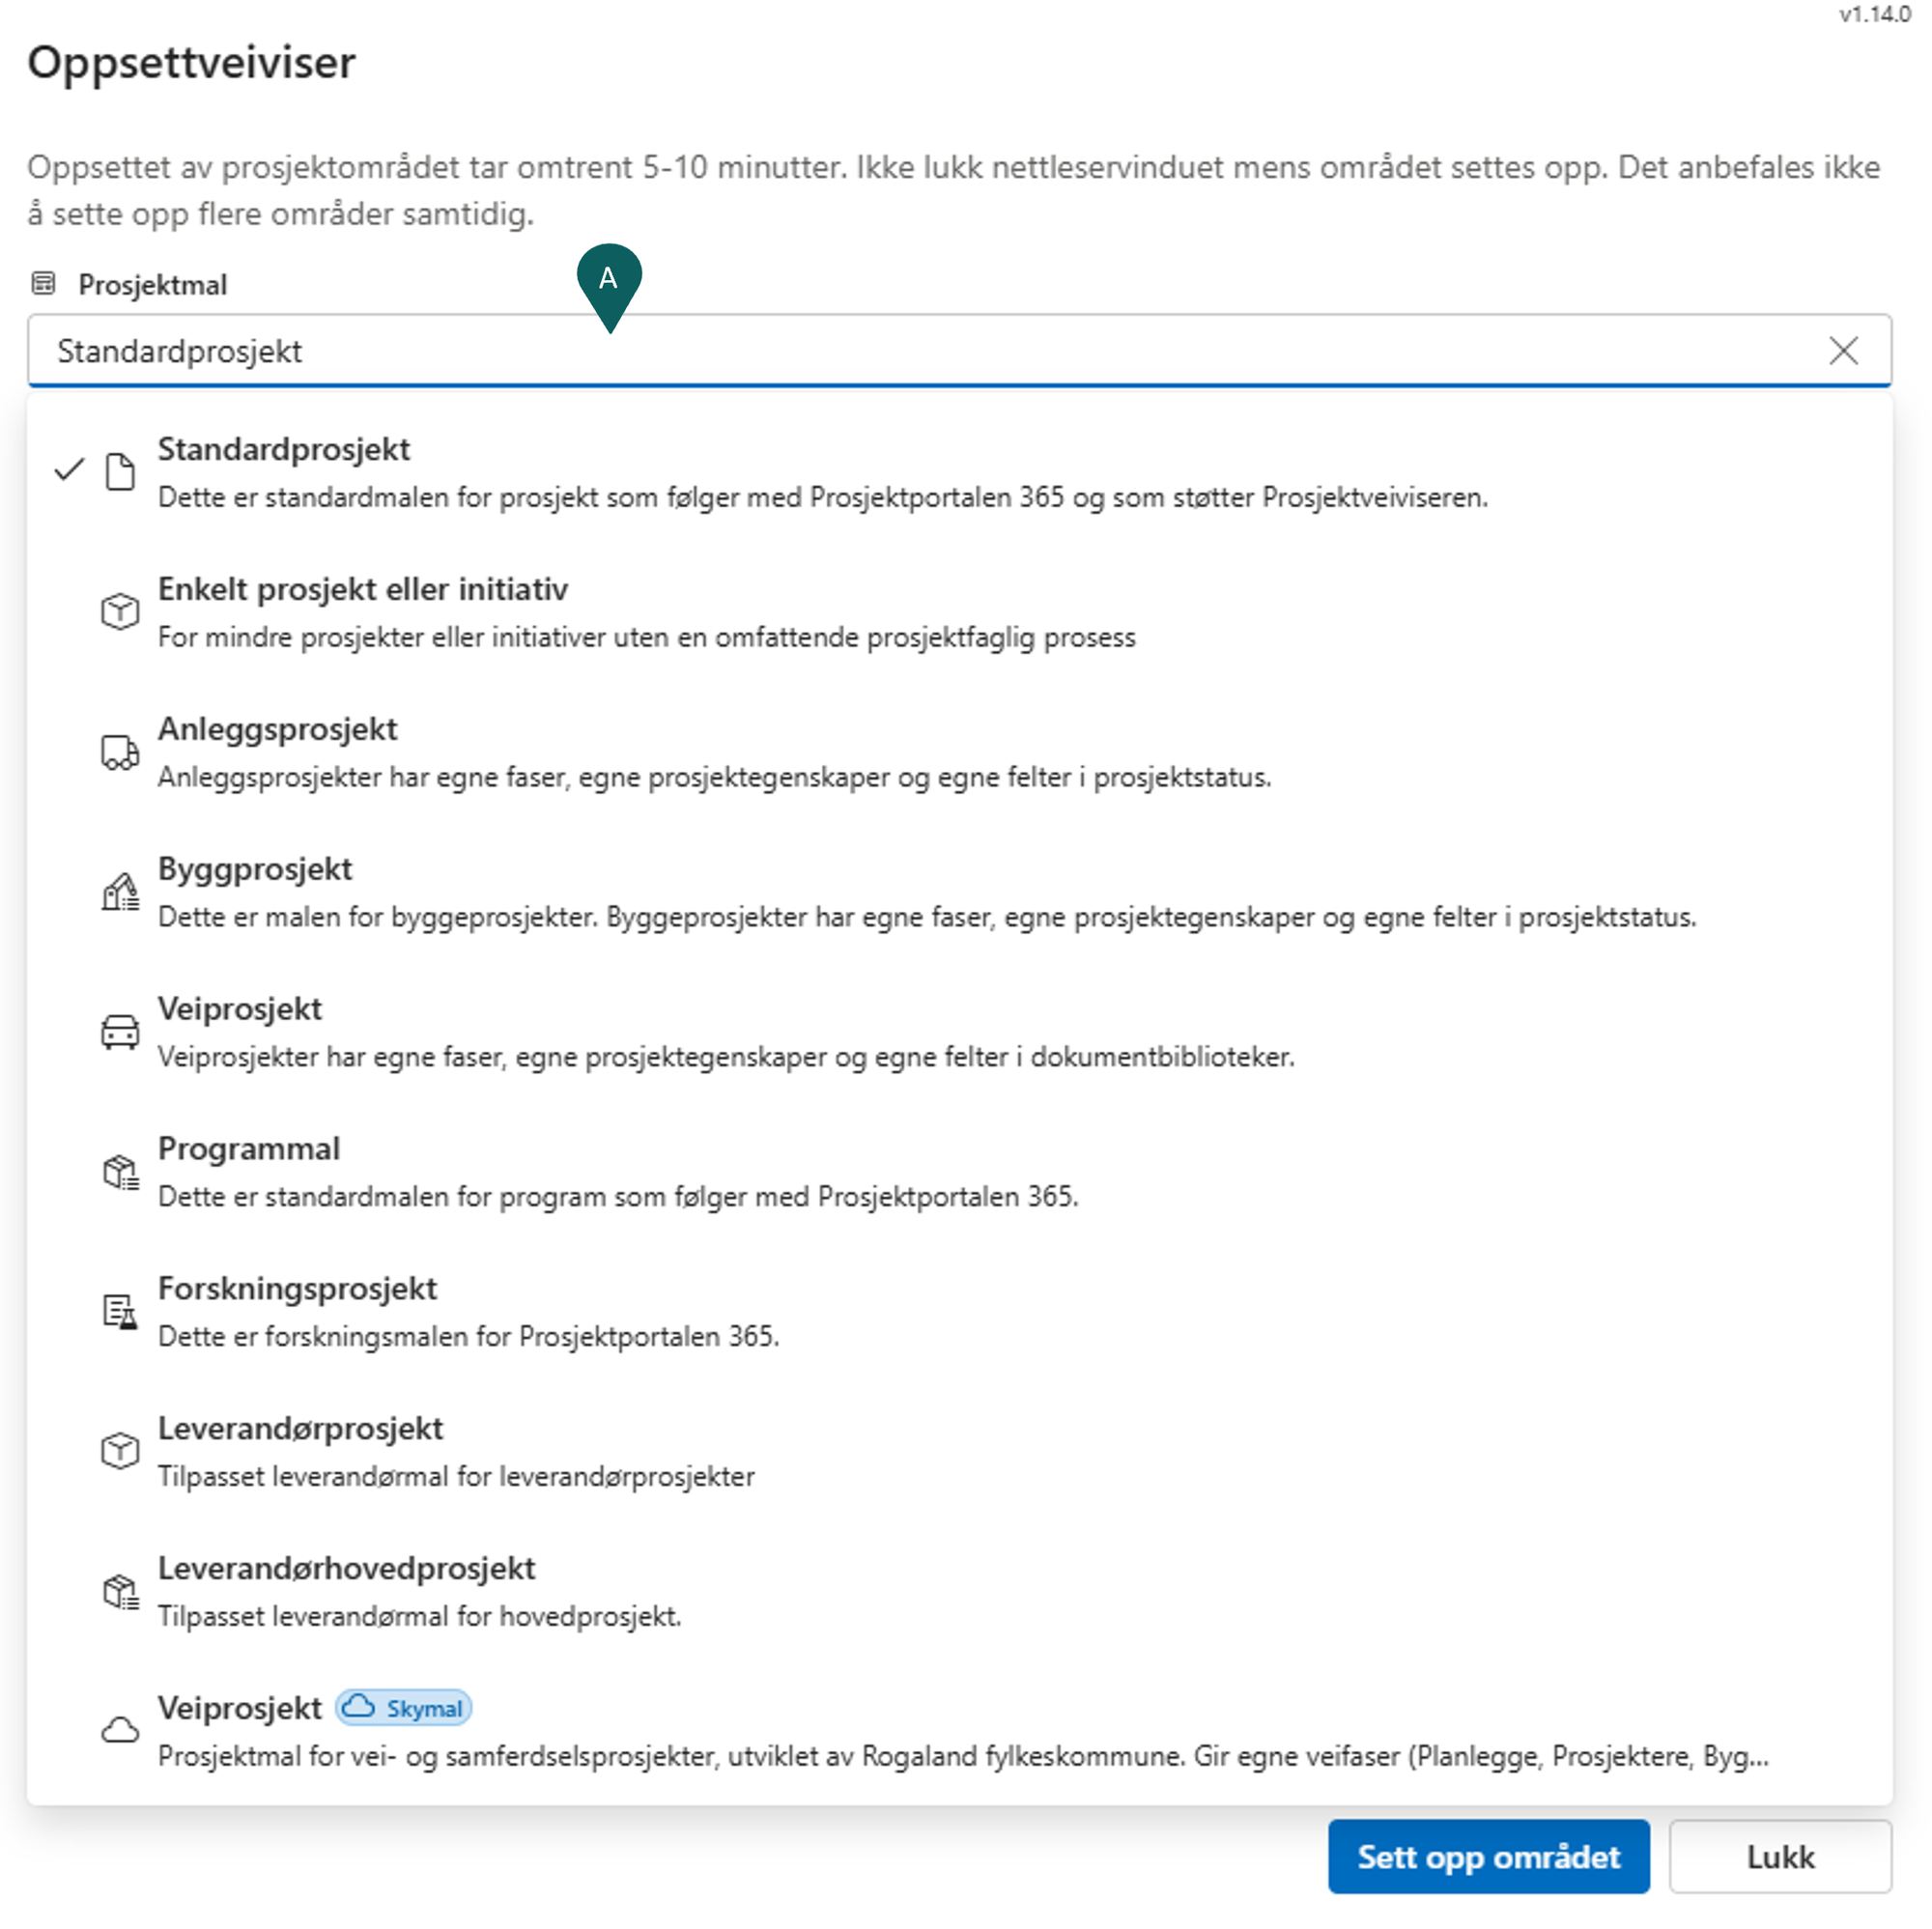 v1.14.0
Oppsettveiviser
Oppsettet av prosjektområdet tar omtrent 5-10 minutter. Ikke lukk nettleservinduet mens området settes opp. Det anbefales ikke
å sette opp flere områder samtidig.
A
Prosjektmal
Standardprosjekt
Standardprosjekt
Dette er standardmalen for prosjekt som følger med Prosjektportalen 365 og som støtter Prosjektveiviseren.
Enkelt prosjekt eller initiativ
For mindre prosjekter eller initiativer uten en omfattende prosjektfaglig prosess
Anleggsprosjekt
Anleggsprosjekter har egne faser, egne prosjektegenskaper og egne felter i prosjektstatus.
Byggprosjekt
Dette er malen for byggeprosjekter. Byggeprosjekter har egne faser, egne prosjektegenskaper og egne felter i prosjektstatus.
Veiprosjekt
Veiprosjekter har egne faser, egne prosjektegenskaper og egne felter i dokumentbiblioteker.
Programmal
Dette er standardmalen for program som følger med Prosjektportalen 365.
Forskningsprosjekt
Dette er forskningsmalen for Prosjektportalen 365.
Leverandørprosjekt
Tilpasset leverandørmal for leverandørprosjekter
Leverandørhovedprosjekt
Tilpasset leverandørmal for hovedprosjekt.
Veiprosjekt Skymal
Prosjektmal for vei- og samferdselsprosjekter, utviklet av Rogaland fylkeskommune. Gir egne veifaser (Planlegge, Prosjektere, Byg...
Sett opp området Lukk